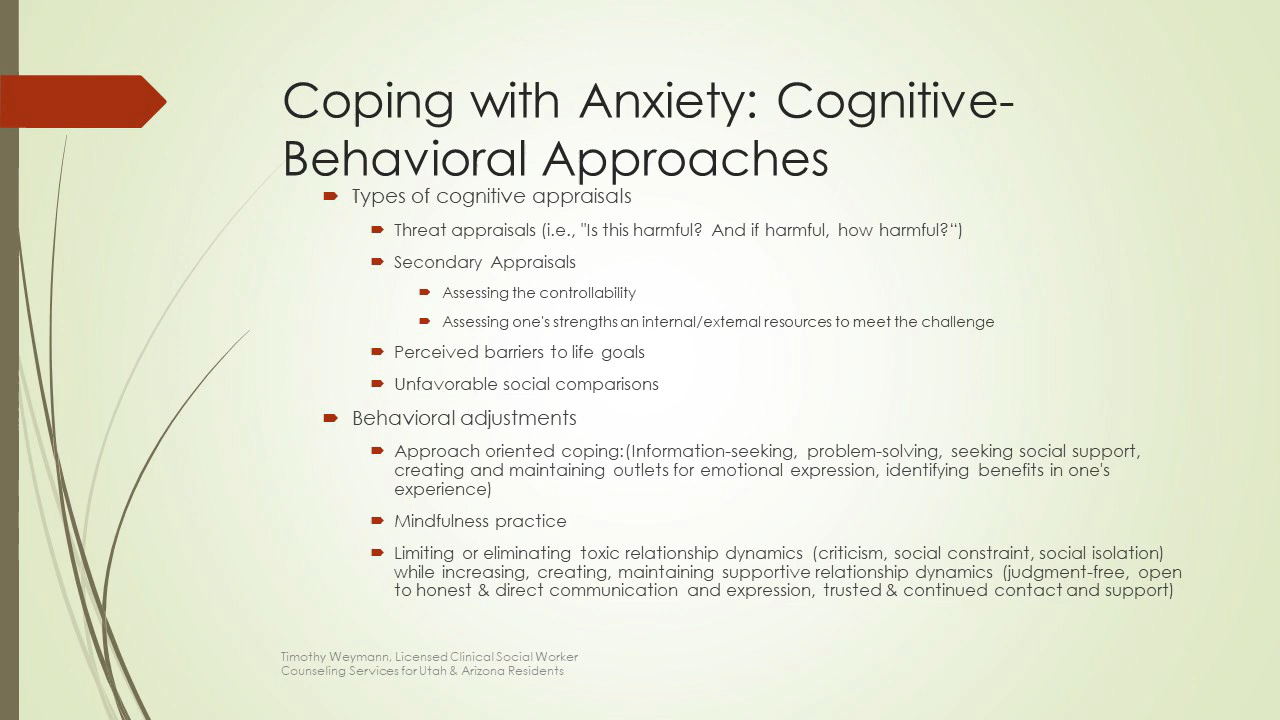 Coping with Anxiety: Cognitive-
Behavioral Approaches
Types of cognitive appraisals
Threat appraisals (i.e., "Is this harmful? And if harmful, how harmful?")
Secondary Appraisals
Assessing the controllability
Assessing one's strengths an internal/external resources to meet the challenge
Perceived barriers to life goals
Unfavorable social comparisons
Behavioral adjustments
Approach oriented coping:(Information-seeking, problem-solving, seeking social support,
creating and maintaining outlets for emotional expression, identifying benefits in one's
experience)
Mindfulness practice
Limiting or eliminating toxic relationship dynamics (criticism, social constraint, social isolation)
while increasing, creating, maintaining supportive relationship dynamics (judgment-free, open
to honest & direct communication and expression, trusted & continued contact and support)
Timothy Weymann, Licensed Clinical Social Worker
Counseling Services for Utah & Arizona Residents